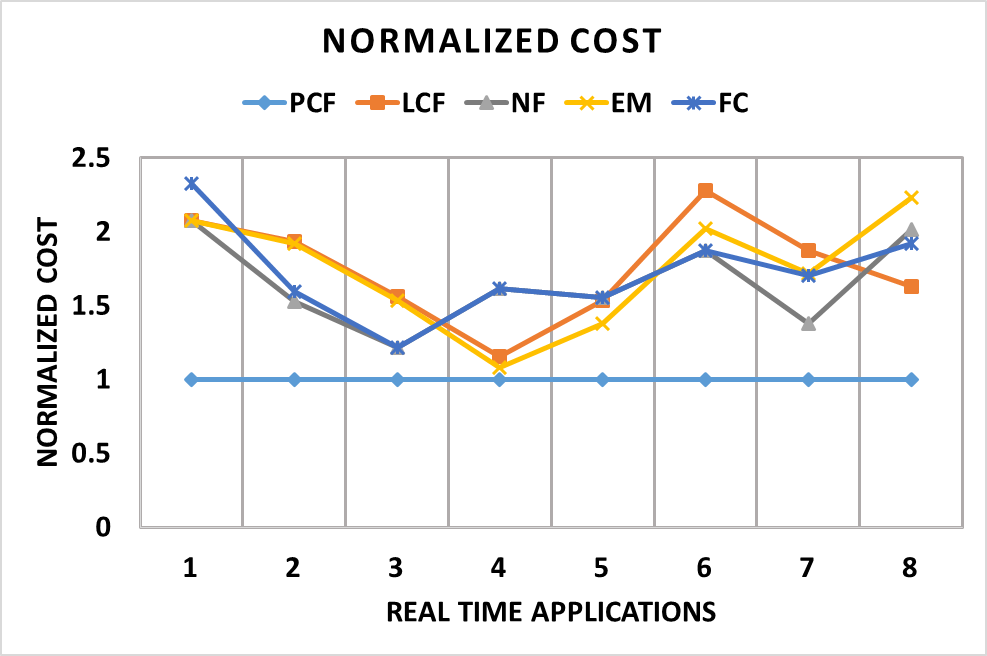 NORMALIZED COST
PCF LCF NF EM FC
2.5
2
1.5
1
0.5
0
NORMALIZED COST
1 2 3 4 5 6 7 8
REAL TIME APPLICATIONS